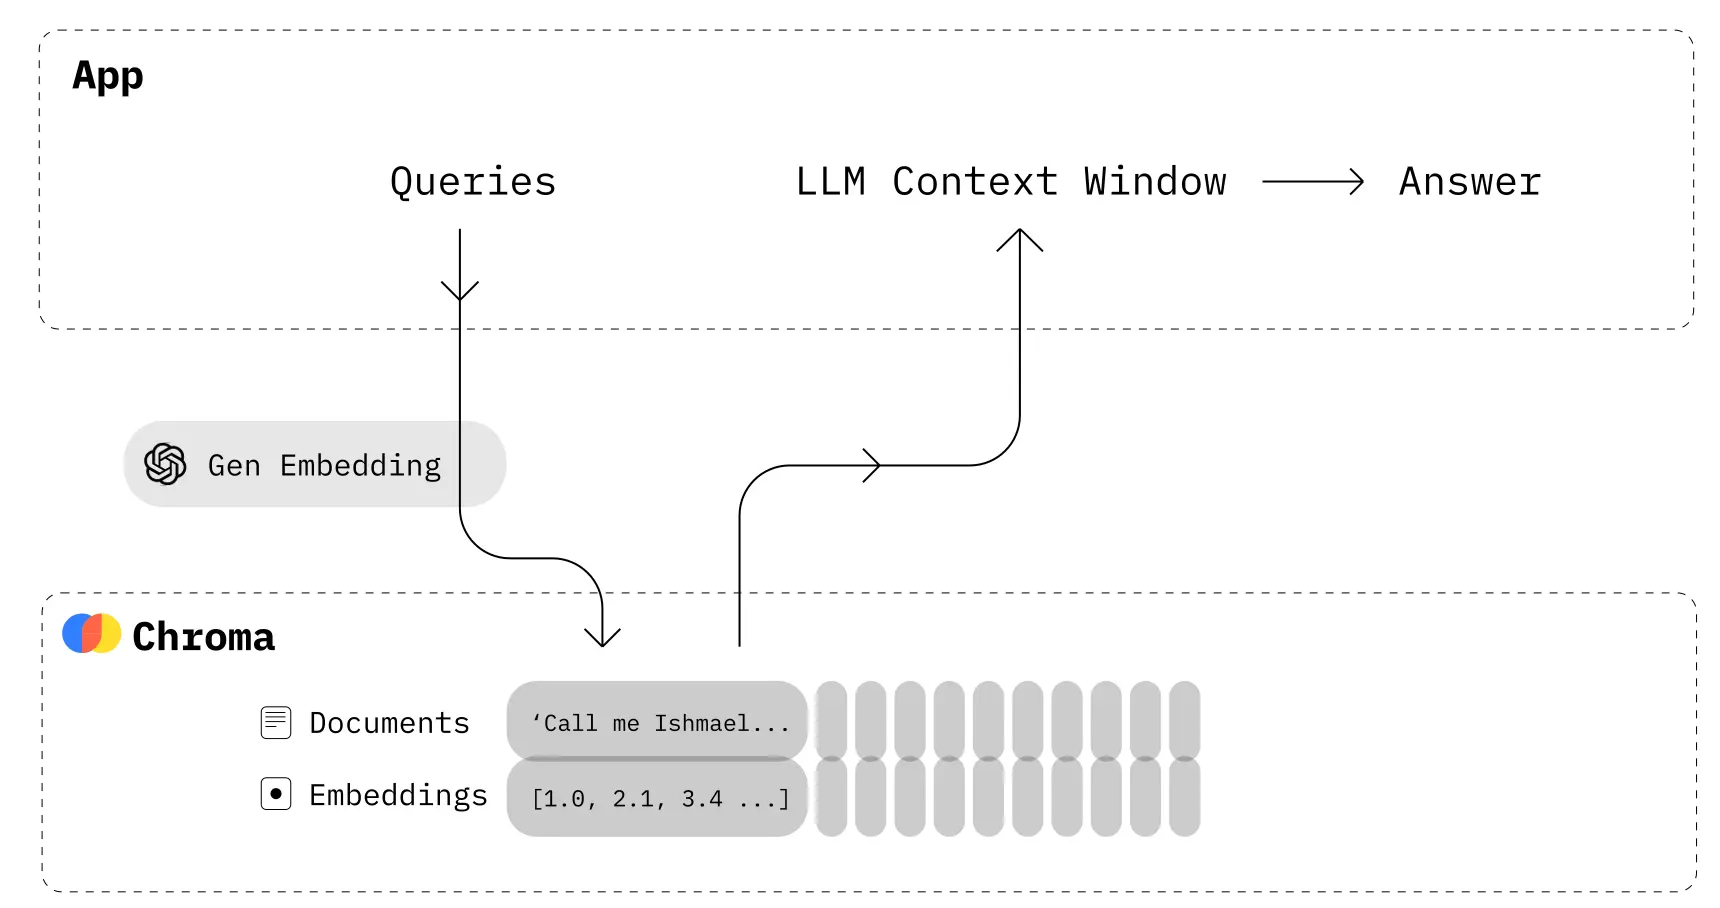 App
Queries
LLM Context Window
Answer
Gen Embedding
Chroma
Documents
‘Call me Ishmael...
Embeddings
[1.0, 2.1, 3.4 ...]